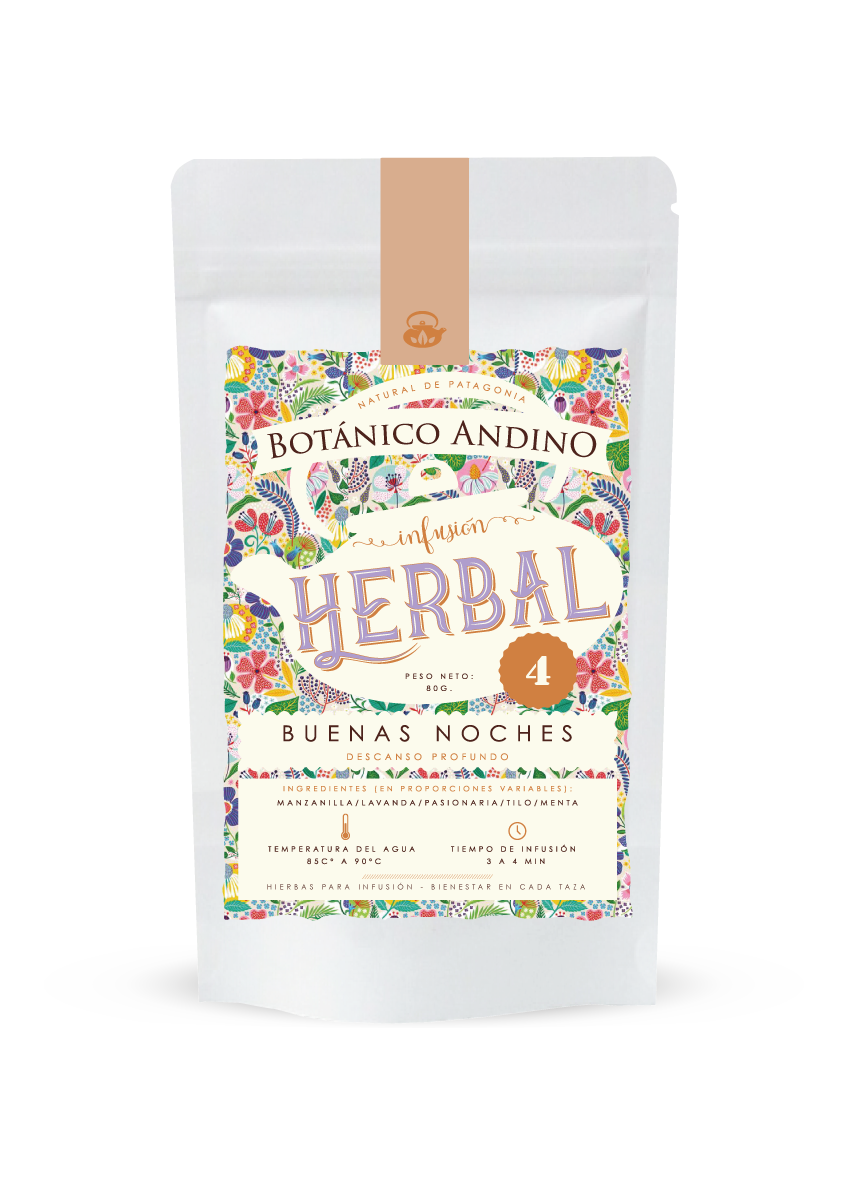 NATURAL DE PATAGONIA
BOTÁNICO ANDINO
infusión
HERBAL
PESO NETO:
80G.
4
BUENAS NOCHES
DESCANSO PROFUNDO
INGREDIENTES (EN PROPORCIONES VARIABLES):
MANZANILLA/LAVANDA/PASIONARIA/TILO/MENTA
TEMPERATURA DEL AGUA
85Cº A 90ºC
TIEMPO DE INFUSIÓN
3 A 4 MIN
HIERBAS PARA INFUSIÓN - BIENESTAR EN CADA TAZA